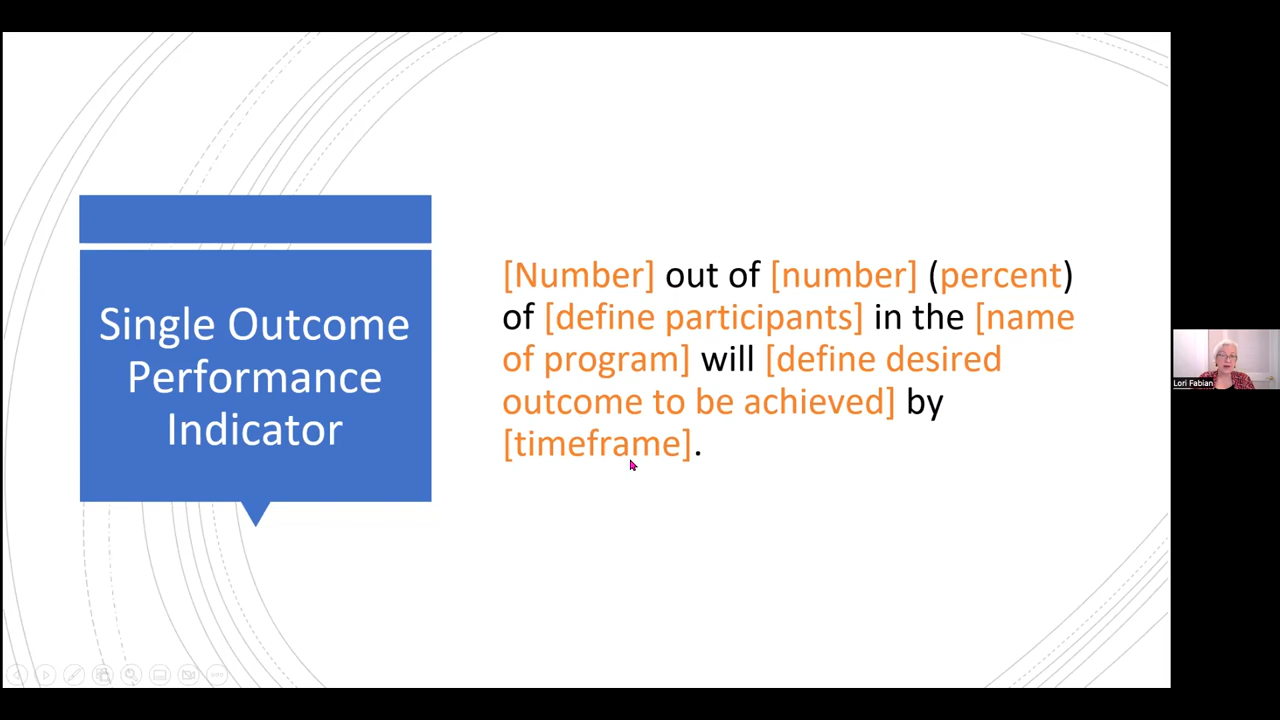 Single Outcome
Performance
Indicator
[Number] out of [number] (percent)
of [define participants] in the [name
of program] will [define desired
outcome to be achieved] by
[timeframe].
Lori Fabian